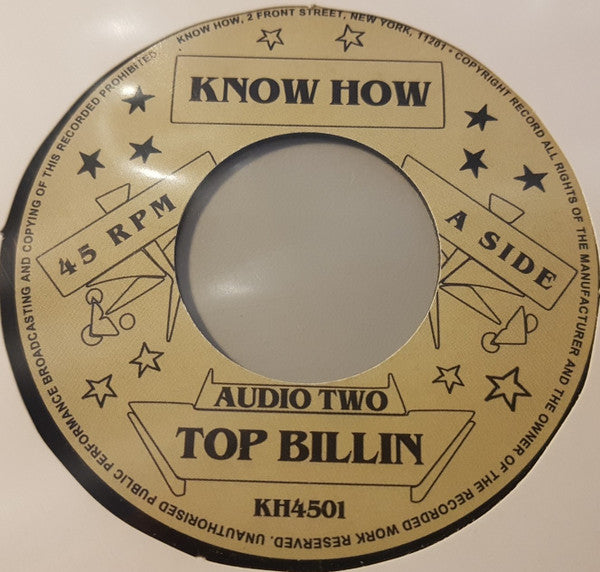 KNOW HOW, 2 FRONT STREET, NEW YORK, 11201 • COPYRIGHT RECORD ALL RIGHTS OF THE MANUFACTURER AND THE OWNER OF THE RECORDED WORK RESERVED. UNAUTHORISED PUBLIC PERFORMANCE BROADCASTING AND COPYING OF THIS RECORDED PROHIBITED.
KNOW HOW
45 RPM
A SIDE
AUDIO TWO
TOP BILLIN
KH4501